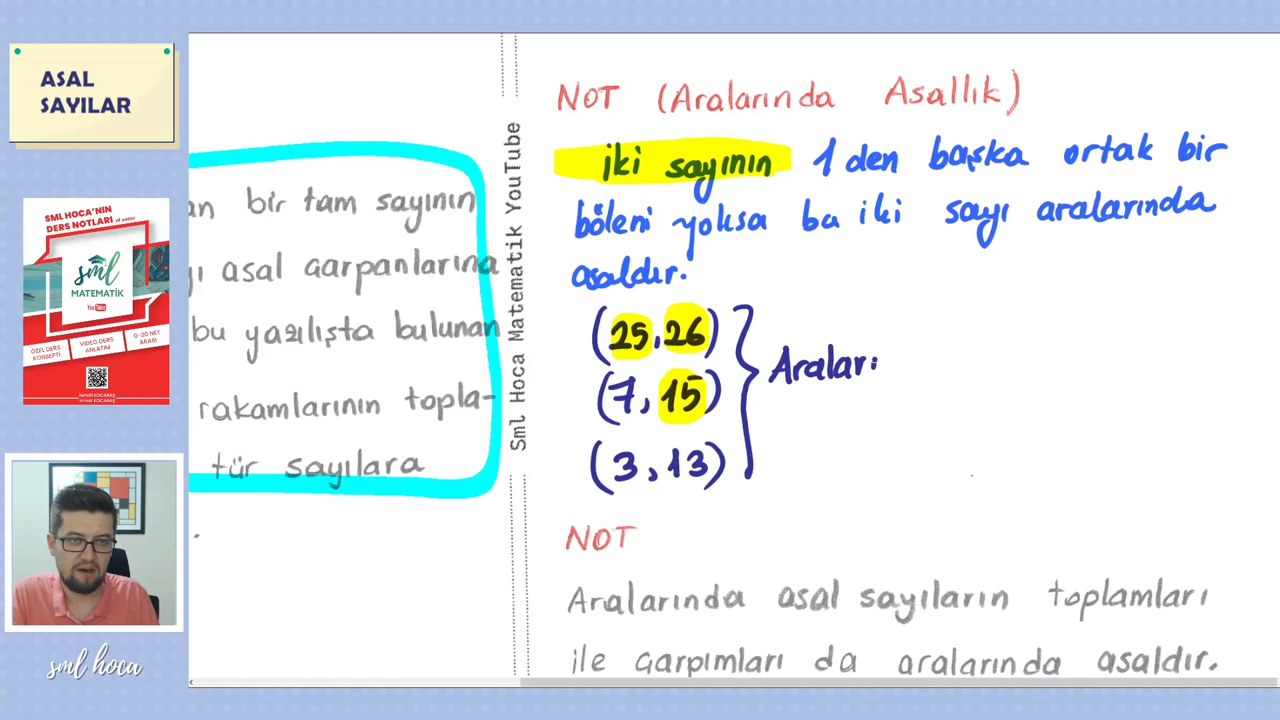 ASAL
SAYILAR
SML HOCA'NIN
DERS NOTLARI
sml
MATEMATİK
YouTube
ÖZEL DERS
KONSEPTİ
VIDEO DERS
ANLATIM
0-20 NET
ARASI
sml hoca
an bir tam sayının
yı asal çarpanlarına
bu yazılışta bulunan
rakamlarının topla-
tür sayılara
Sml Hoca Matematik YouTube
NOT (Aralarında Asallık)
iki sayının 1 den başka ortak bir
böleni yoksa bu iki sayı aralarında
asaldır.
(25,26)
(7,15)
(3,13)
Araları
NOT
Aralarında asal sayıların toplamları
ile çarpımları da aralarında asaldır.